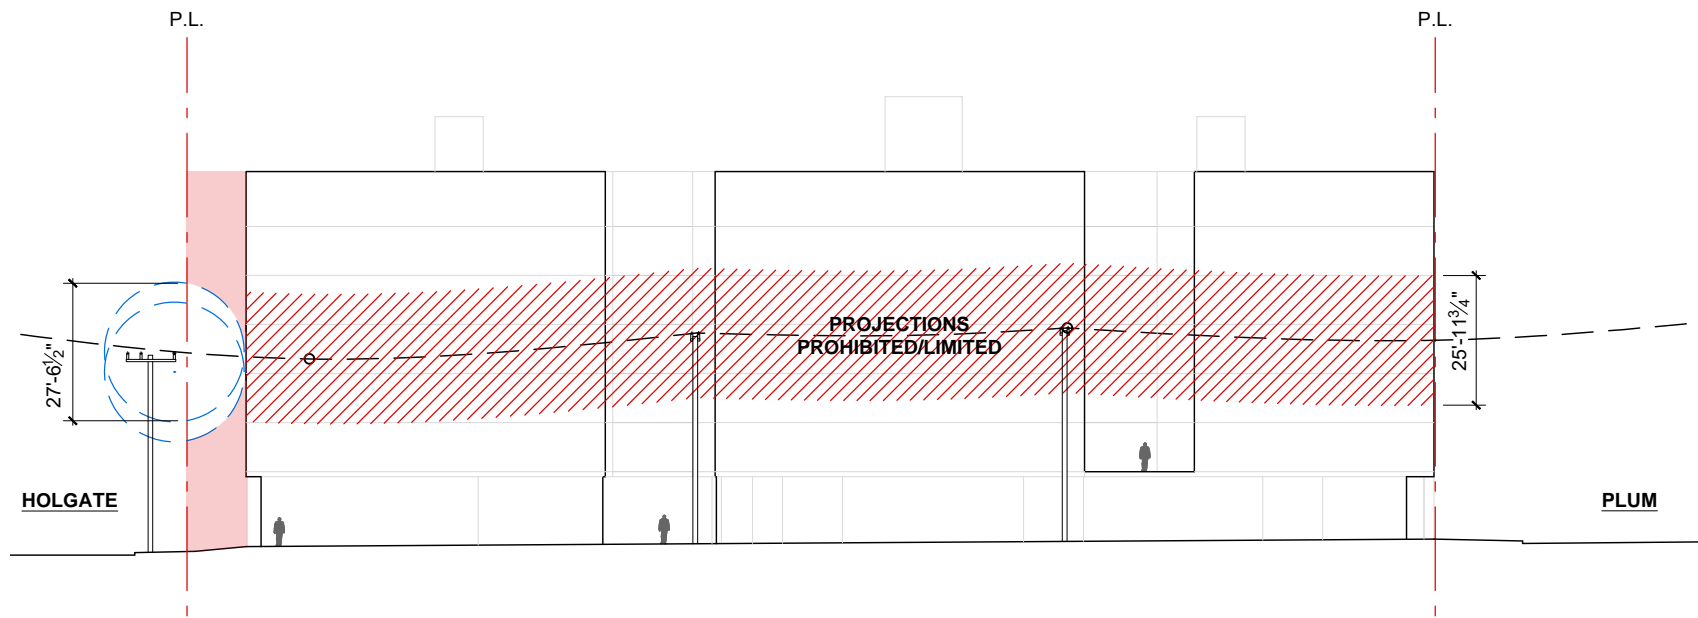 P.L.
P.L.
27'-6½"
PROJECTIONS
PROHIBITED/LIMITED
25'-11¾"
HOLGATE
PLUM